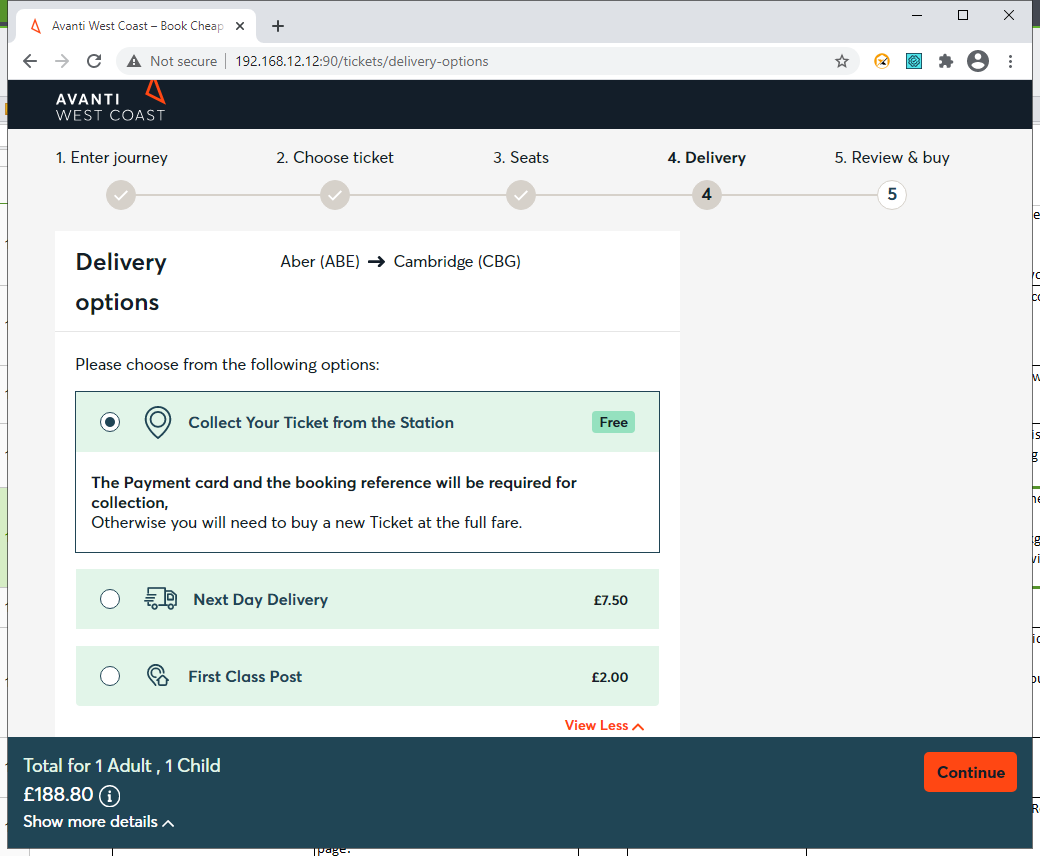 Avanti West Coast – Book Cheap
Not secure | 192.168.12.12:90/tickets/delivery-options
AVANTI
WEST COAST
1. Enter journey 2. Choose ticket 3. Seats 4. Delivery 5. Review & buy
4 5
Delivery
options
Aber (ABE) → Cambridge (CBG)
Please choose from the following options:
Collect Your Ticket from the Station Free
The Payment card and the booking reference will be required for
collection,
Otherwise you will need to buy a new Ticket at the full fare.
Next Day Delivery £7.50
First Class Post £2.00
View Less
Total for 1 Adult , 1 Child
£188.80
Show more details
Continue
page.